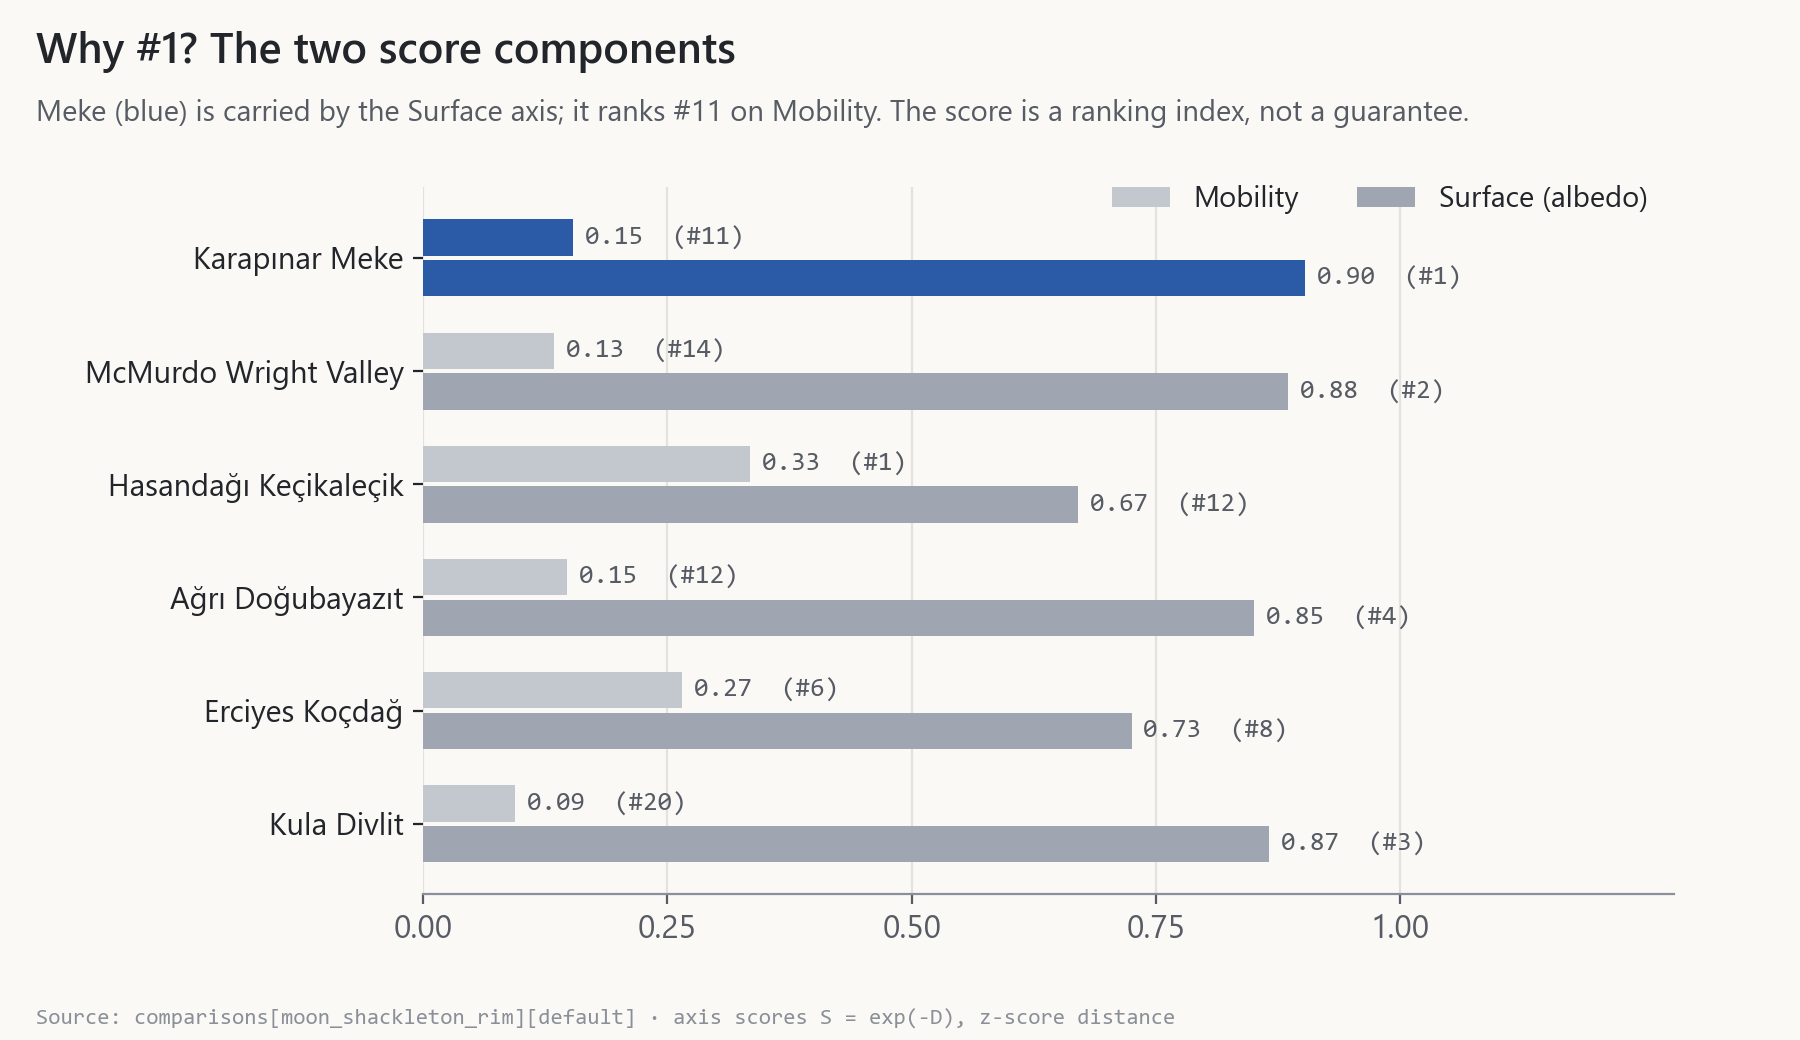 Why #1? The two score components
Meke (blue) is carried by the Surface axis; it ranks #11 on Mobility. The score is a ranking index, not a guarantee.
Mobility
Surface (albedo)
Karapınar Meke
0.15 (#11)
0.90 (#1)
McMurdo Wright Valley
0.13 (#14)
0.88 (#2)
Hasandağı Keçikaleçik
0.33 (#1)
0.67 (#12)
Ağrı Doğubayazıt
0.15 (#12)
0.85 (#4)
Erciyes Koçdağ
0.27 (#6)
0.73 (#8)
Kula Divlit
0.09 (#20)
0.87 (#3)
0.00 0.25 0.50 0.75 1.00
Source: comparisons[moon_shackleton_rim][default] · axis scores S = exp(-D), z-score distance